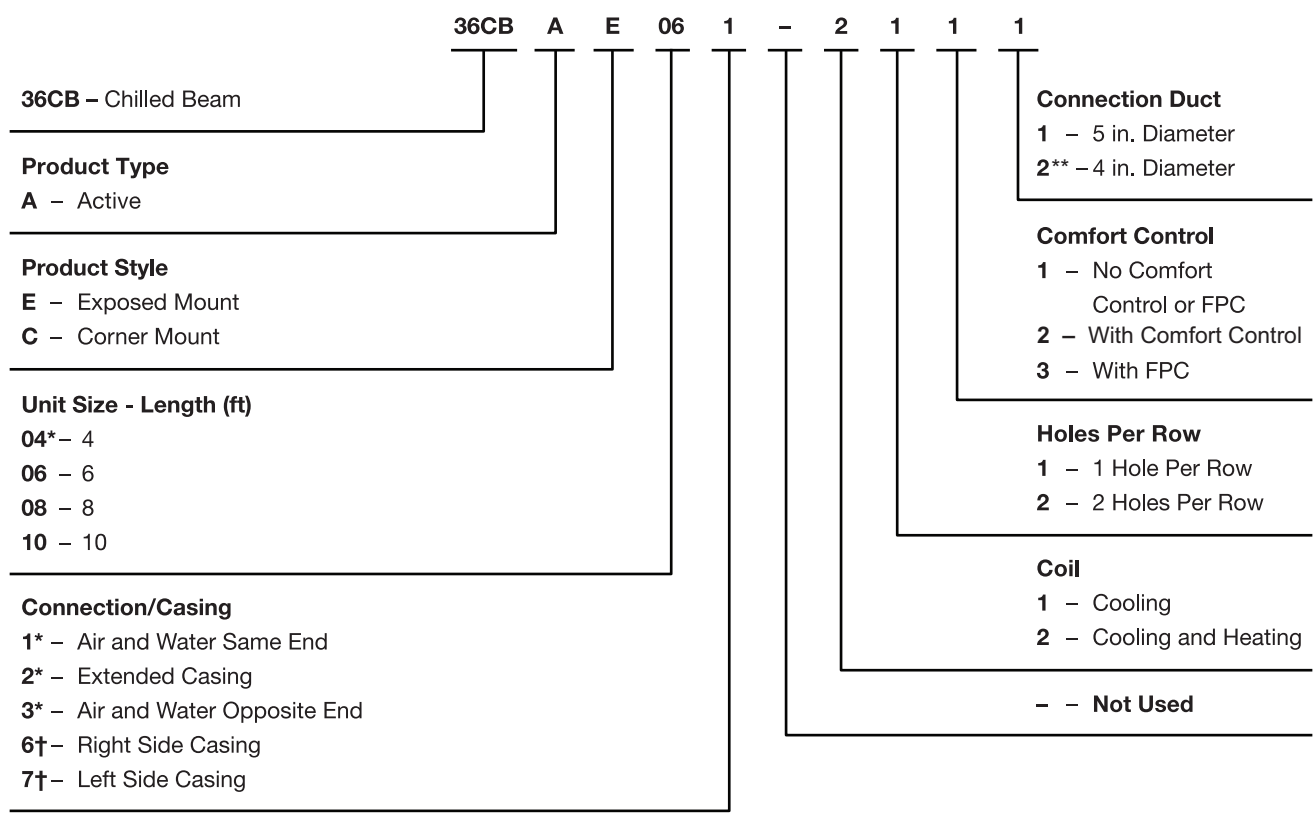 36CB A E 06 1 – 2 1 1 1
36CB – Chilled Beam
Product Type
A – Active
Product Style
E – Exposed Mount
C – Corner Mount
Unit Size - Length (ft)
04* – 4
06 – 6
08 – 8
10 – 10
Connection/Casing
1* – Air and Water Same End
2* – Extended Casing
3* – Air and Water Opposite End
6† – Right Side Casing
7† – Left Side Casing
Connection Duct
1 – 5 in. Diameter
2** – 4 in. Diameter
Comfort Control
1 – No Comfort
Control or FPC
2 – With Comfort Control
3 – With FPC
Holes Per Row
1 – 1 Hole Per Row
2 – 2 Holes Per Row
Coil
1 – Cooling
2 – Cooling and Heating
– – Not Used